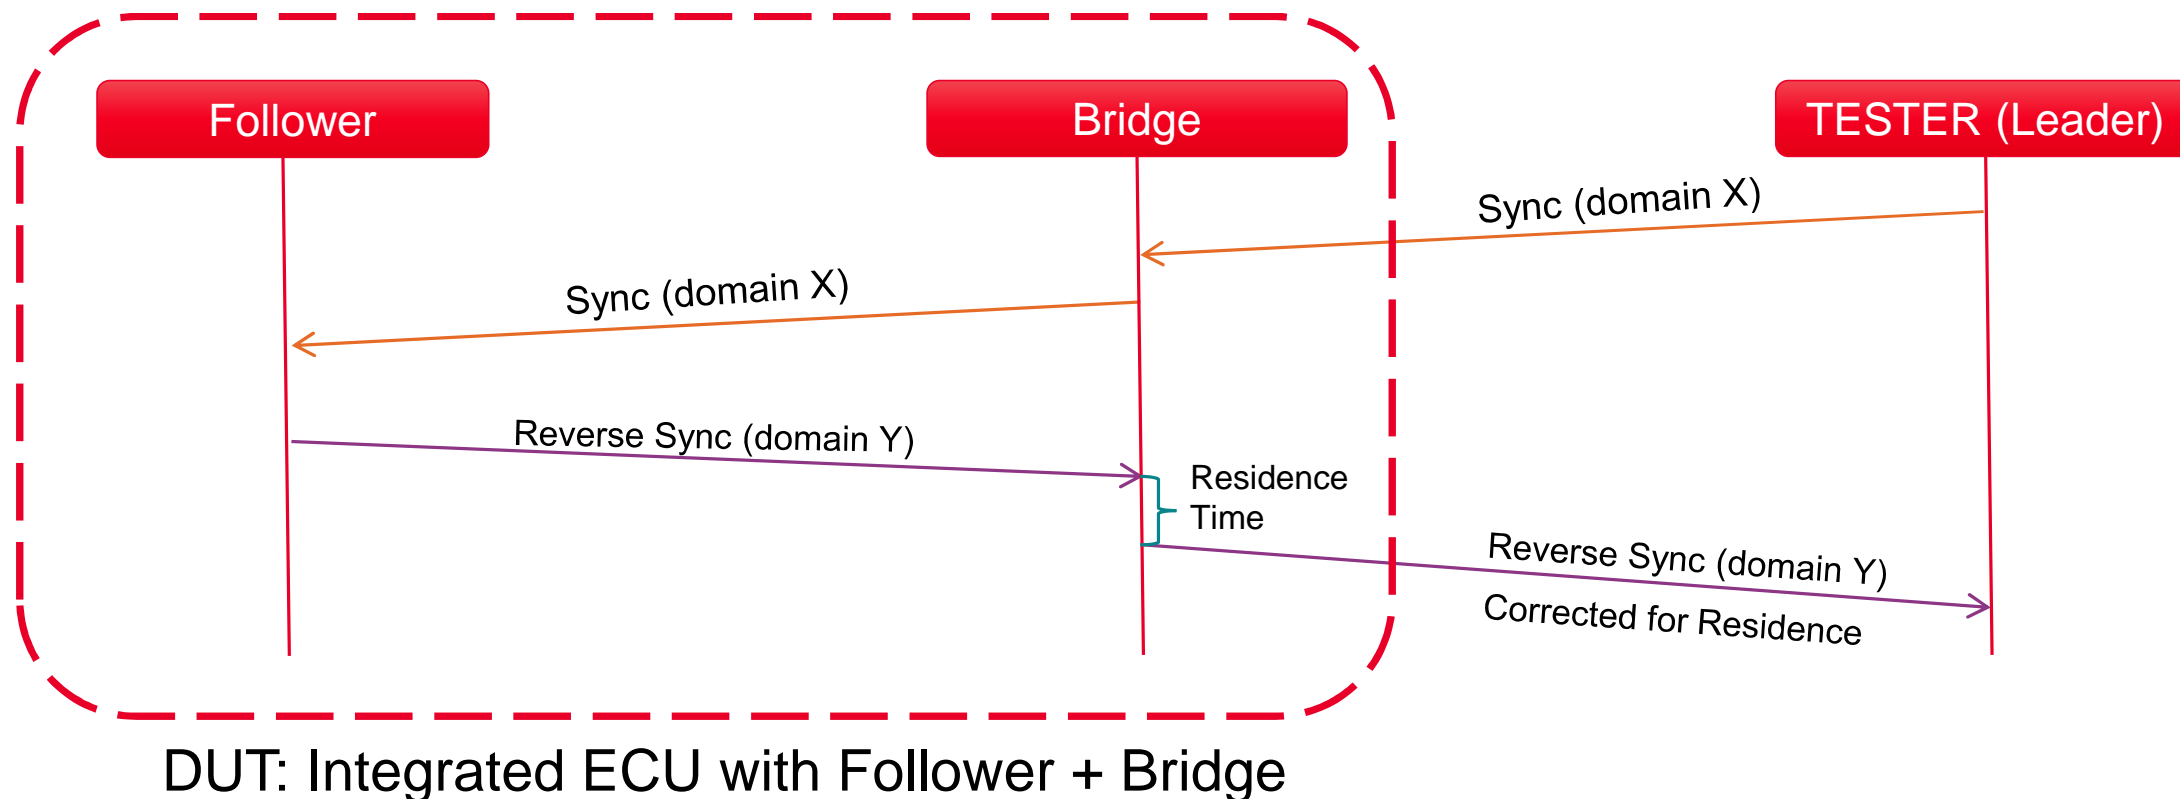 Follower
Bridge
TESTER (Leader)
Sync (domain X)
Sync (domain X)
Reverse Sync (domain Y)
Residence
Time
Reverse Sync (domain Y)
Corrected for Residence
DUT: Integrated ECU with Follower + Bridge